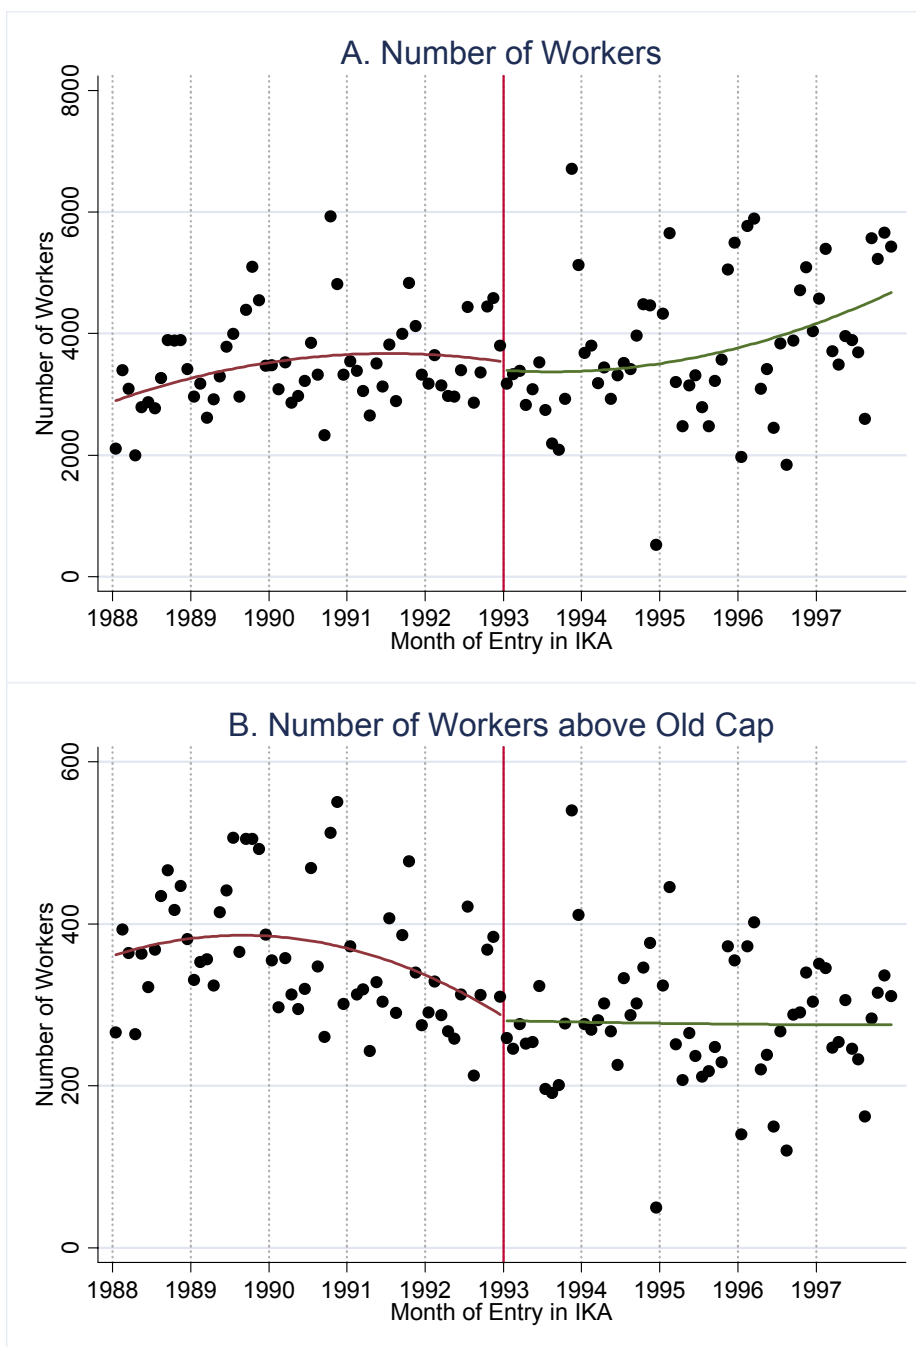 A. Number of Workers
8000
6000
4000
2000
0
Number of Workers
1988 1989 1990 1991 1992 1993 1994 1995 1996 1997
Month of Entry in IKA
B. Number of Workers above Old Cap
600
400
200
0
Number of Workers
1988 1989 1990 1991 1992 1993 1994 1995 1996 1997
Month of Entry in IKA